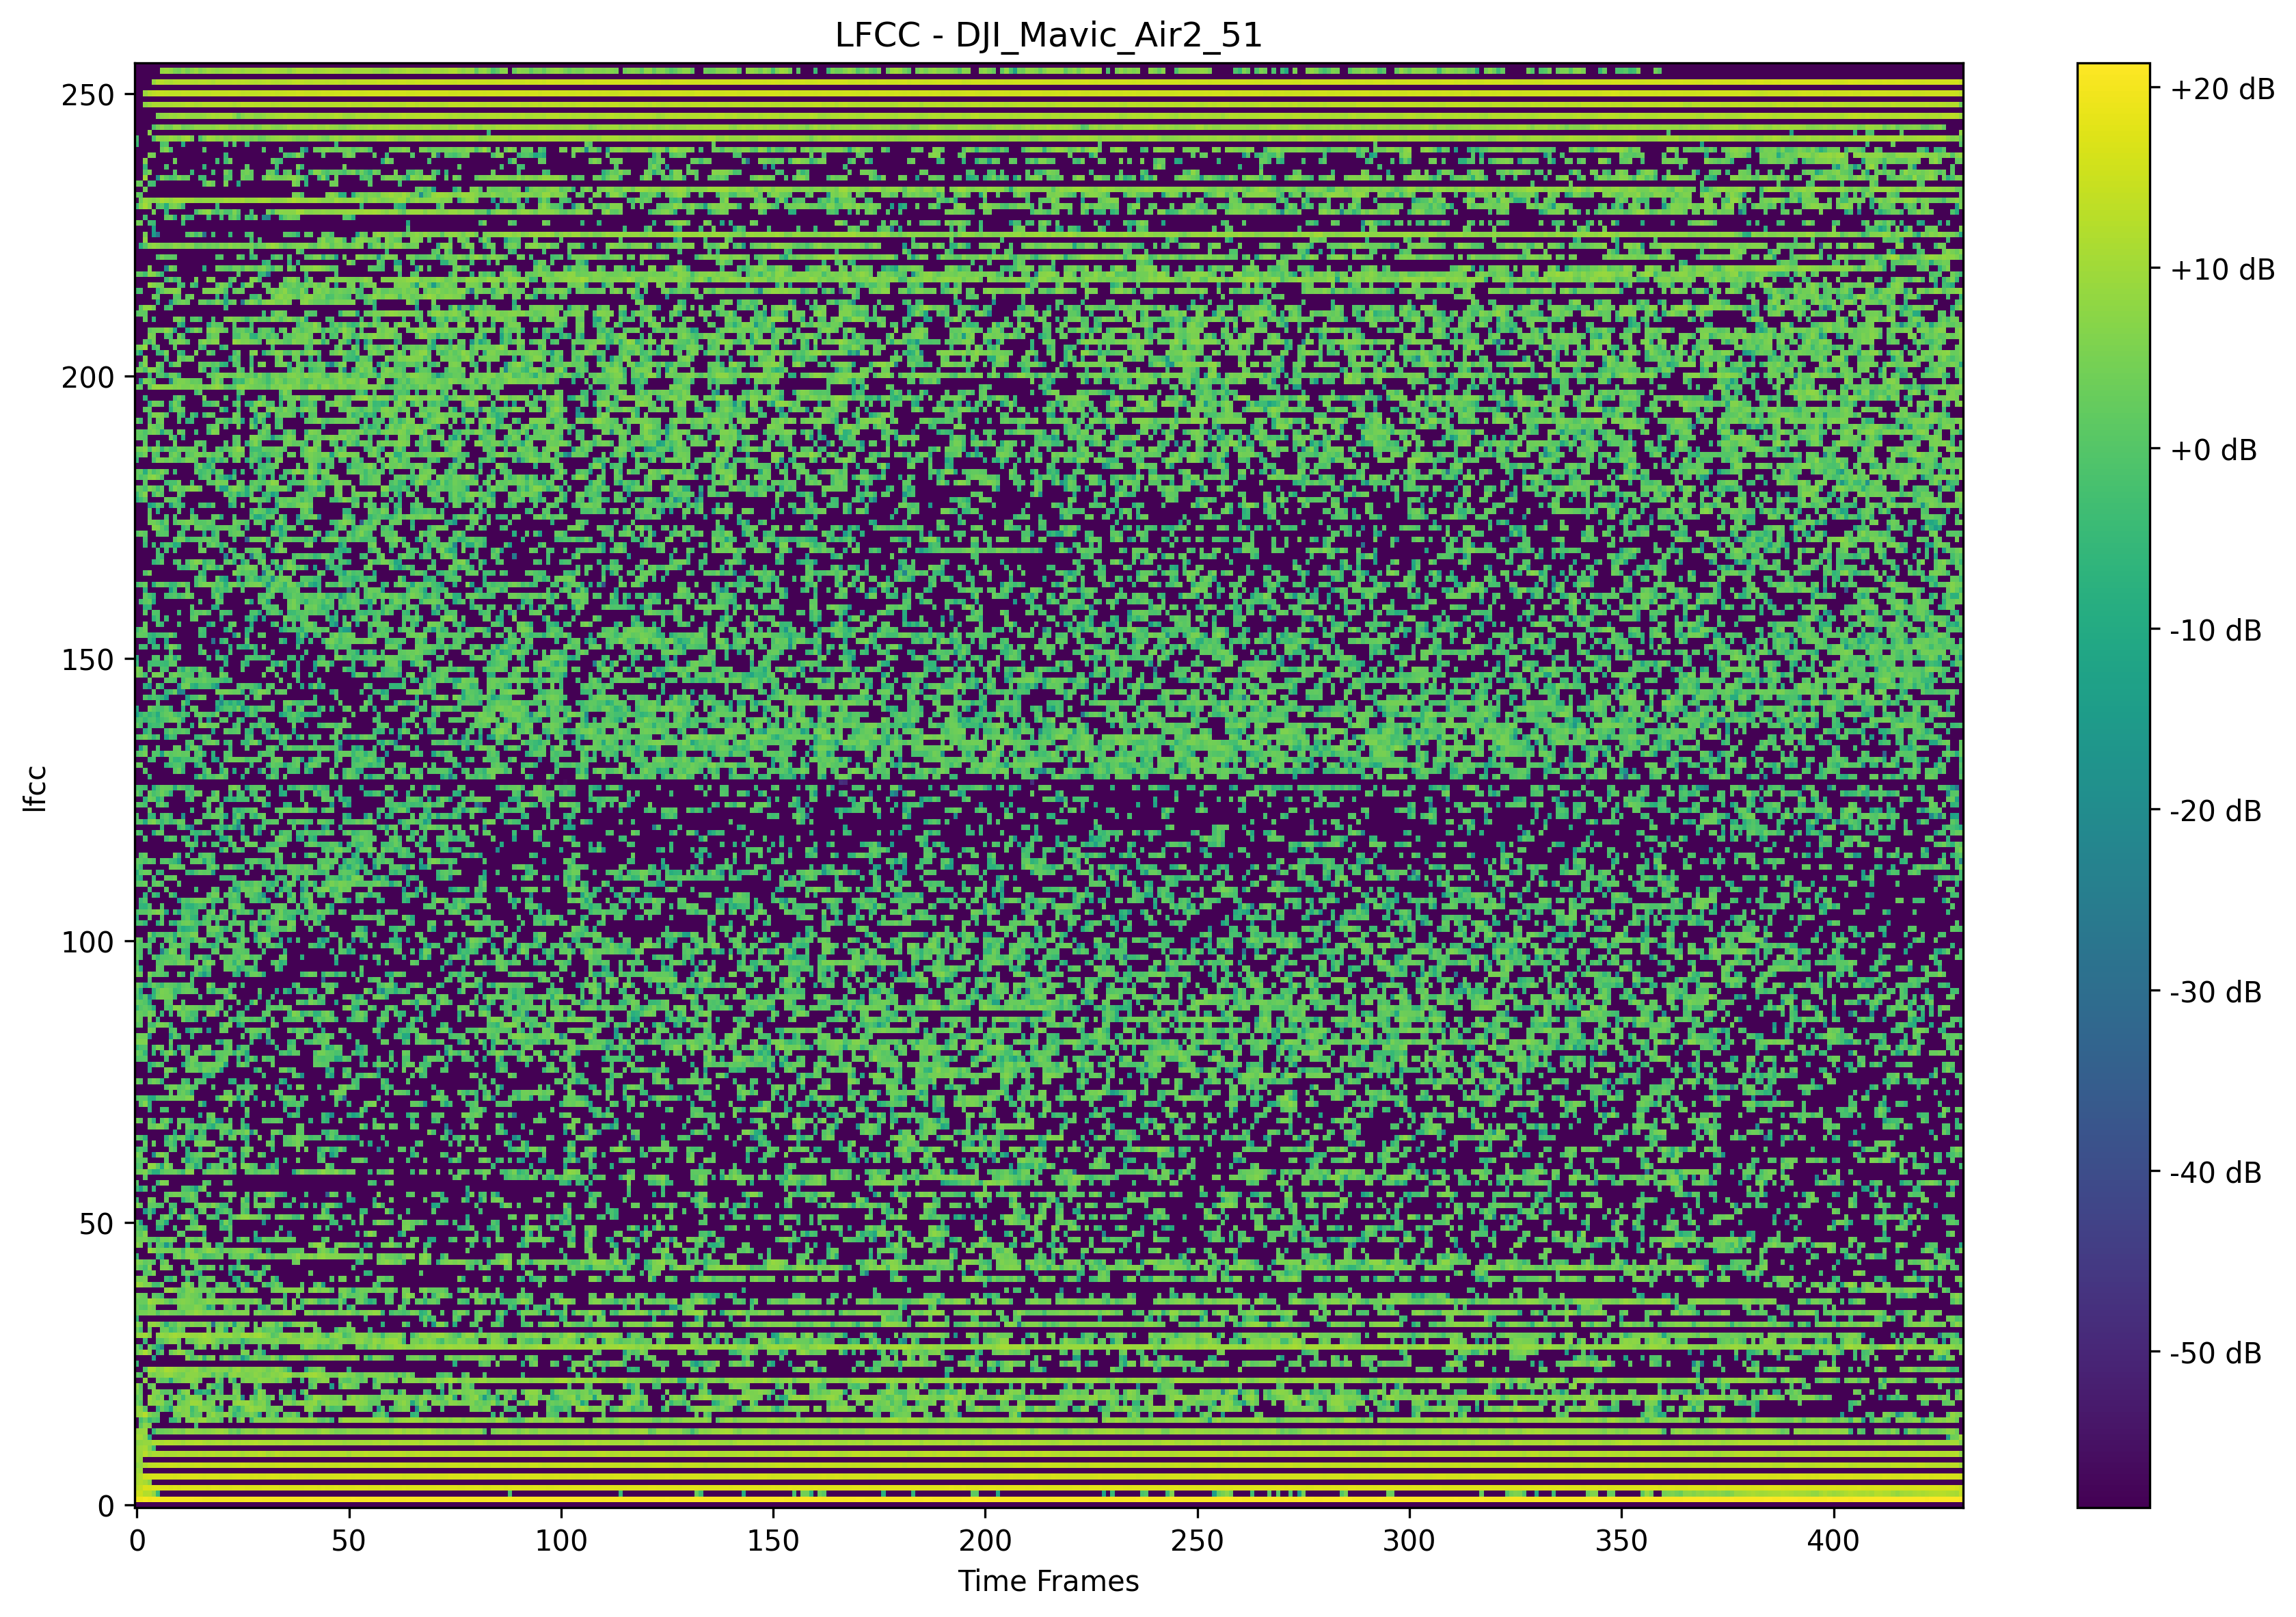 LFCC - DJI_Mavic_Air2_51
250
200
150
100
50
0
lfcc
0 50 100 150 200 250 300 350 400
Time Frames
+20 dB
+10 dB
+0 dB
-10 dB
-20 dB
-30 dB
-40 dB
-50 dB